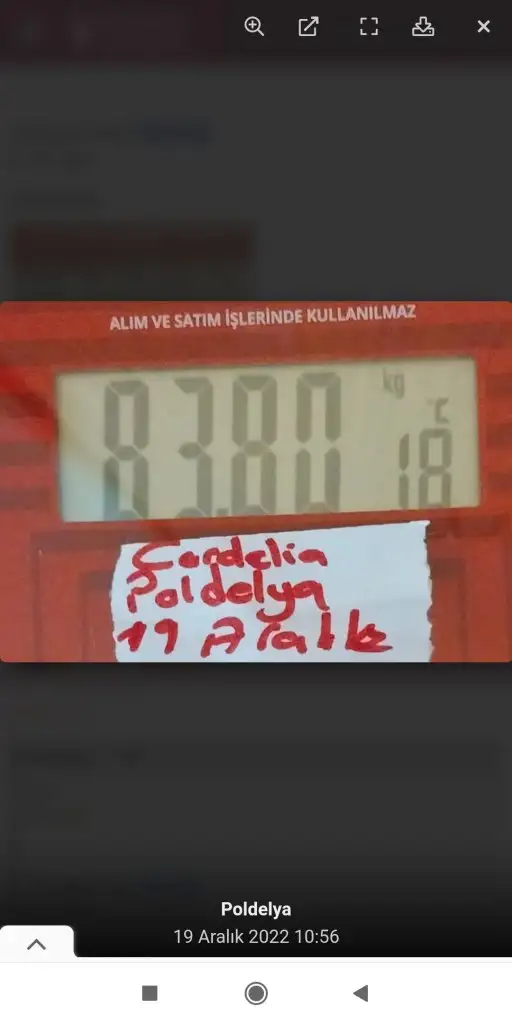 ALIM VE SATIM İŞLERİNDE KULLANILMAZ
83.80 kg
18 °C
Cordelia
Poldelya
19 Aralık
Poldelya
19 Aralık 2022 10:56